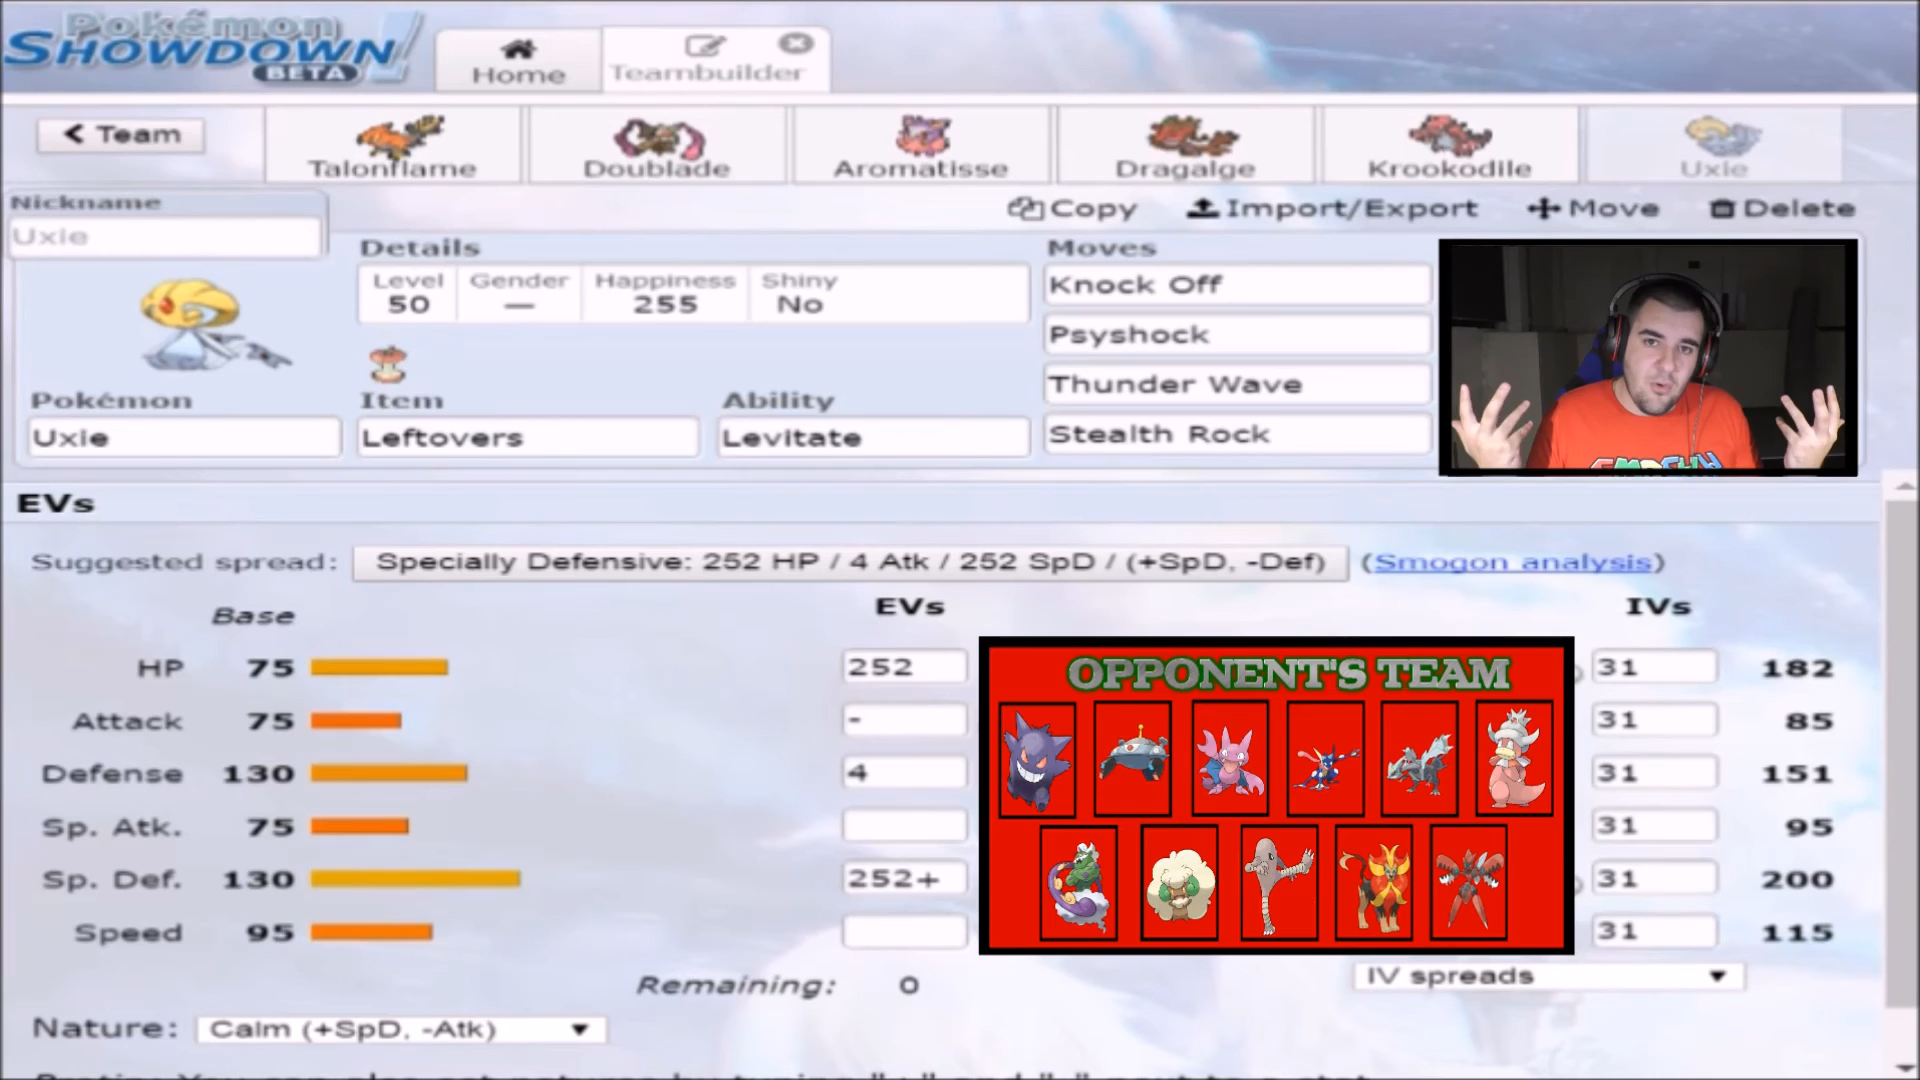 Pokémon
SHOWDOWN!
BETA
Home
Teambuilder
< Team
Talonflame
Doublade
Aromatisse
Dragalge
Krookodile
Uxie
Nickname
Uxie
Copy
Import/Export
Move
Delete
Details
Moves
Level
Gender
Happiness
Shiny
50
—
255
No
Knock Off
Psyshock
Thunder Wave
Stealth Rock
Pokémon
Item
Ability
Uxie
Leftovers
Levitate
EVs
Suggested spread:
Specially Defensive: 252 HP / 4 Atk / 252 SpD / (+SpD, -Def)
(Smogon analysis)
Base
EVs
IVs
HP 75 252 31 182
Attack 75 - 31 85
Defense 130 4 31 151
Sp. Atk. 75 31 95
Sp. Def. 130 252+ 31 200
Speed 95 31 115
OPPONENT'S TEAM
Remaining: 0
IV spreads
Nature: Calm (+SpD, -Atk)